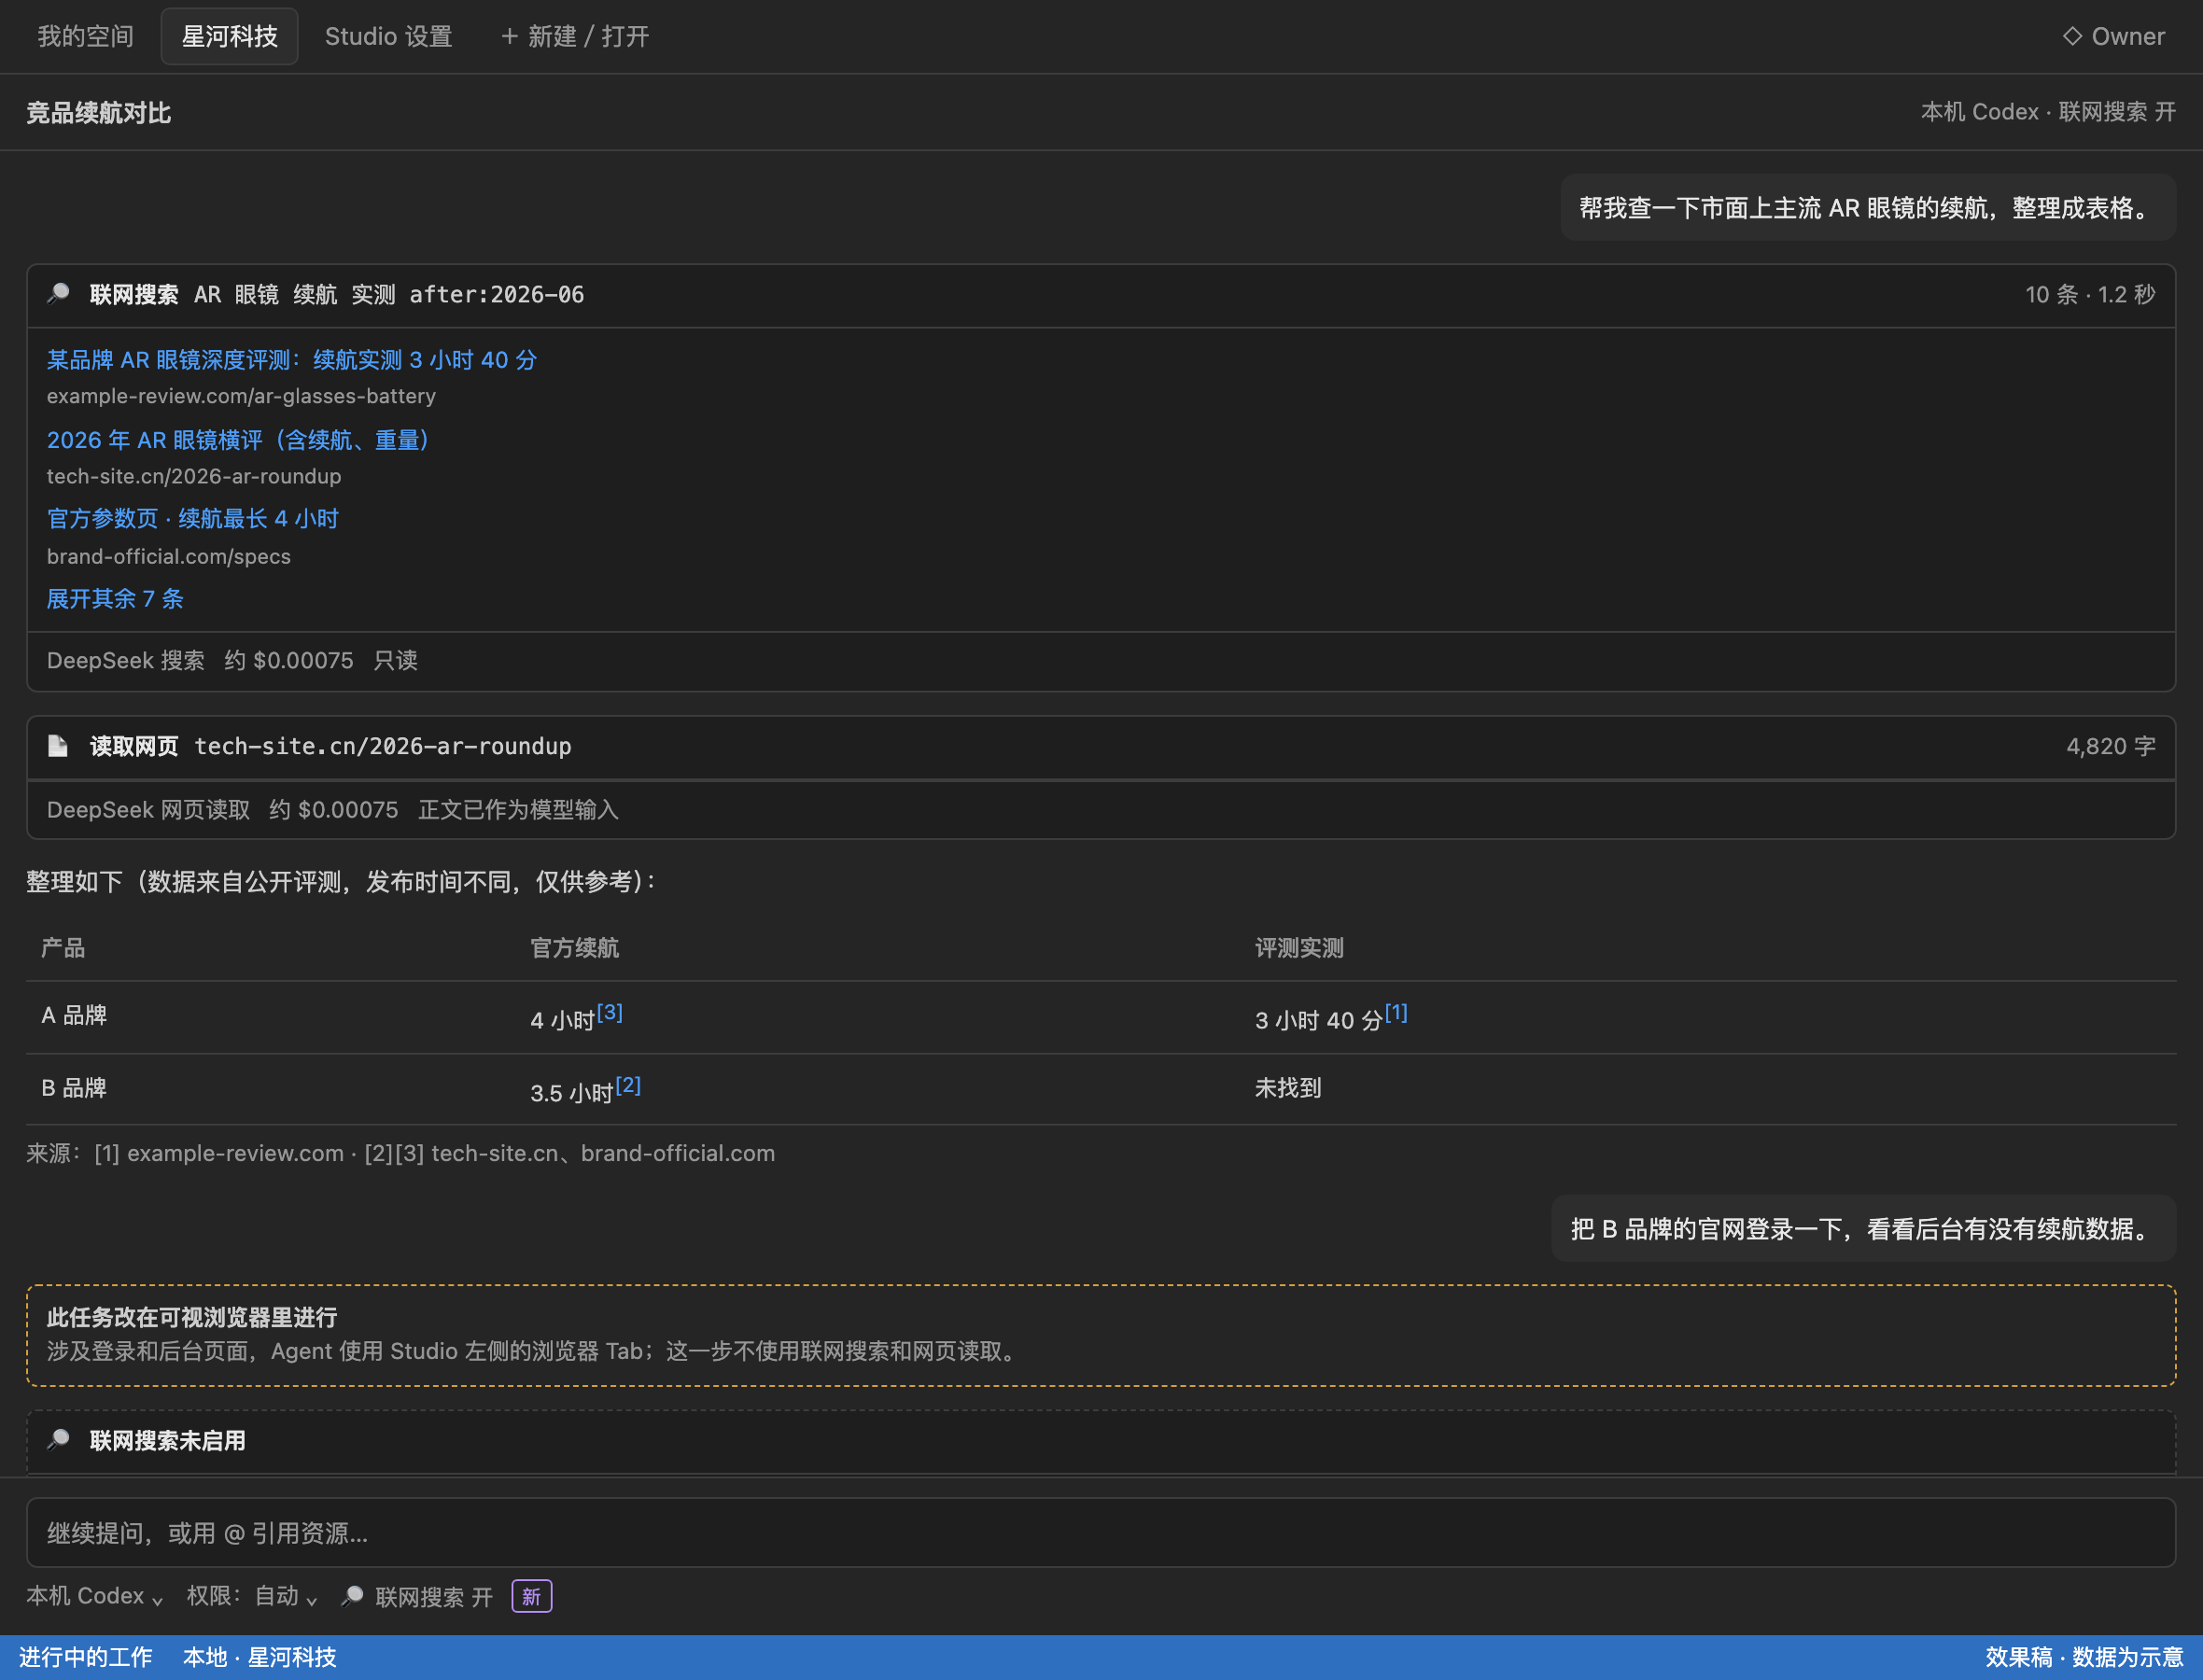 我的空间 星河科技 Studio 设置 + 新建 / 打开 ◇ Owner
竞品续航对比 本机 Codex · 联网搜索 开
帮我查一下市面上主流 AR 眼镜的续航，整理成表格。
联网搜索 AR 眼镜 续航 实测 after:2026-06 10 条 · 1.2 秒
某品牌 AR 眼镜深度评测：续航实测 3 小时 40 分
example-review.com/ar-glasses-battery
2026 年 AR 眼镜横评（含续航、重量）
tech-site.cn/2026-ar-roundup
官方参数页 · 续航最长 4 小时
brand-official.com/specs
展开其余 7 条
DeepSeek 搜索 约 $0.00075 只读
读取网页 tech-site.cn/2026-ar-roundup 4,820 字
DeepSeek 网页读取 约 $0.00075 正文已作为模型输入
整理如下（数据来自公开评测，发布时间不同，仅供参考）：
产品 官方续航 评测实测
A 品牌 4 小时[3] 3 小时 40 分[1]
B 品牌 3.5 小时[2] 未找到
来源：[1] example-review.com · [2][3] tech-site.cn、brand-official.com
把 B 品牌的官网登录一下，看看后台有没有续航数据。
此任务改在可视浏览器里进行
涉及登录和后台页面，Agent 使用 Studio 左侧的浏览器 Tab；这一步不使用联网搜索和网页读取。
联网搜索未启用
继续提问，或用 @ 引用资源…
本机 Codex 权限：自动 联网搜索 开 新
进行中的工作 本地 · 星河科技 效果稿 · 数据为示意